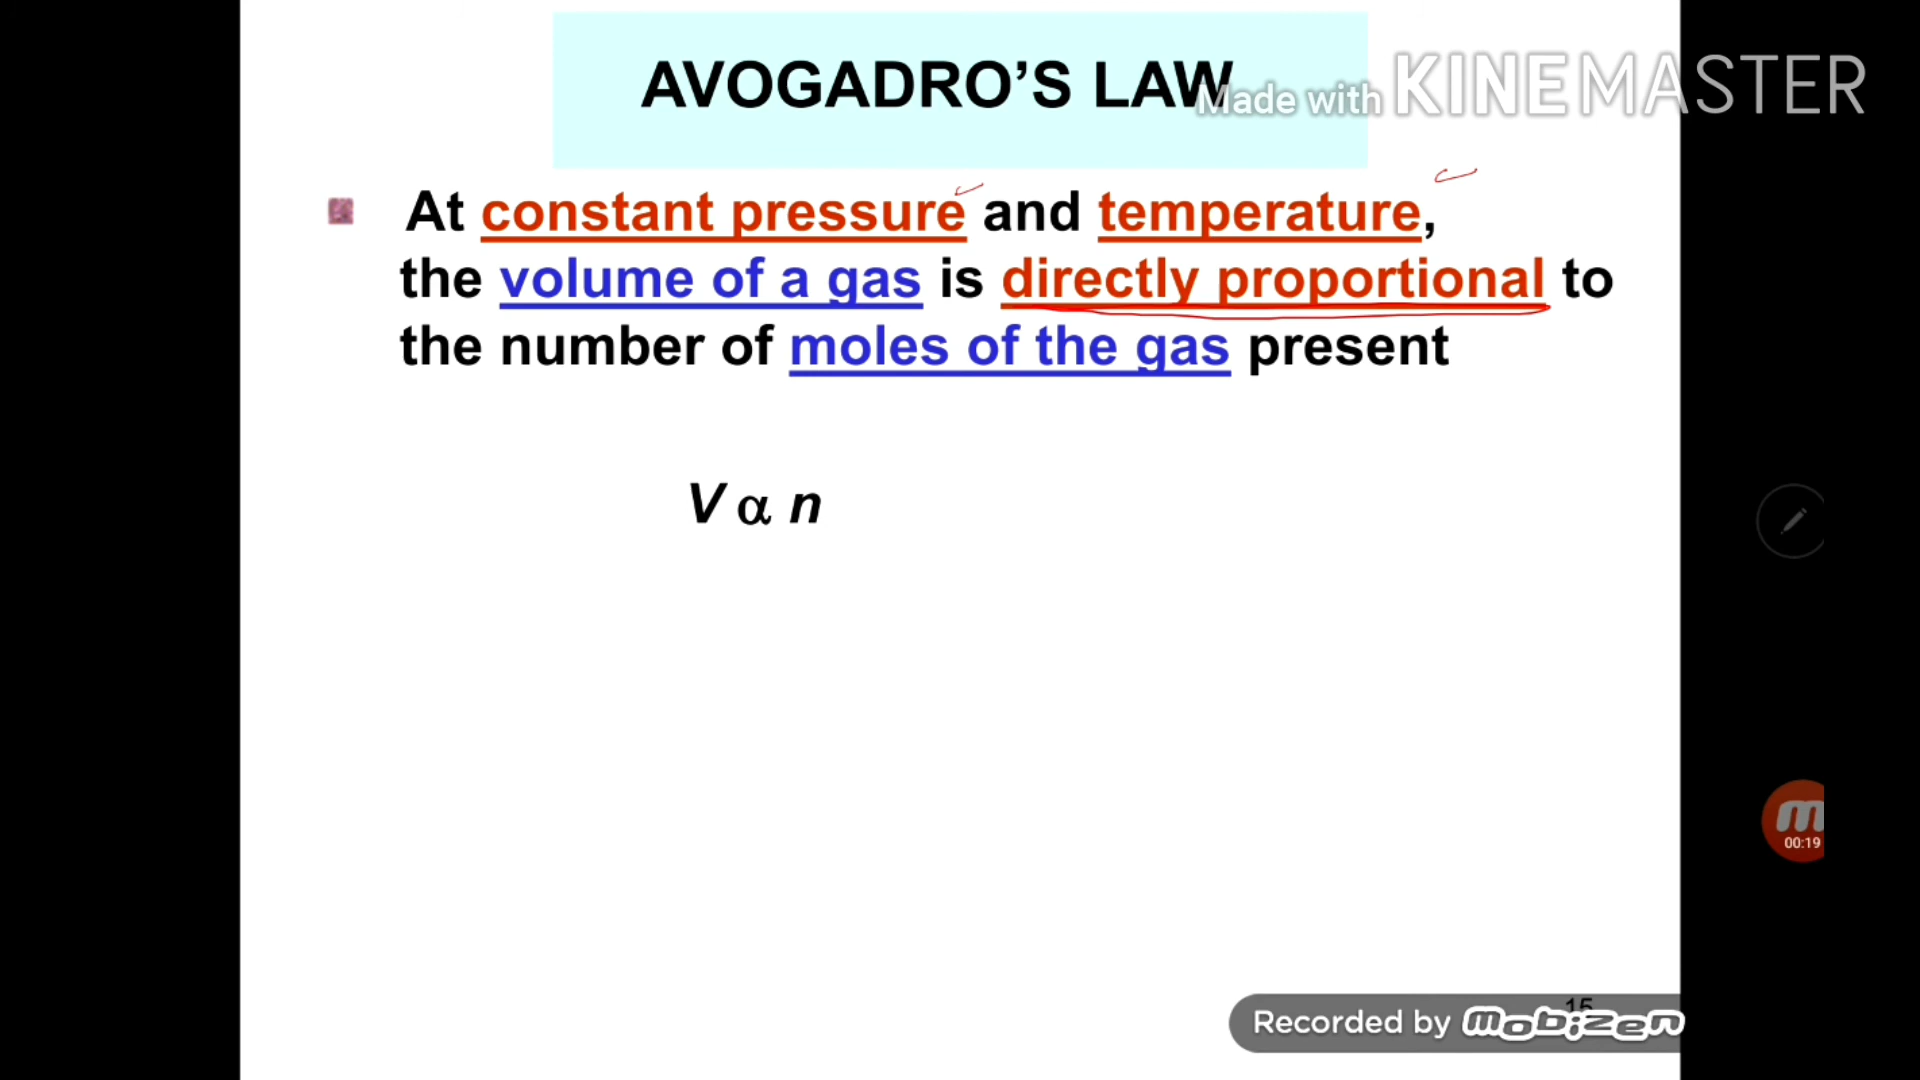 AVOGADRO’S LAW
Made with KINEMASTER
At constant pressure and temperature,
the volume of a gas is directly proportional to
the number of moles of the gas present
V α n
00:19
15
Recorded by mobizen